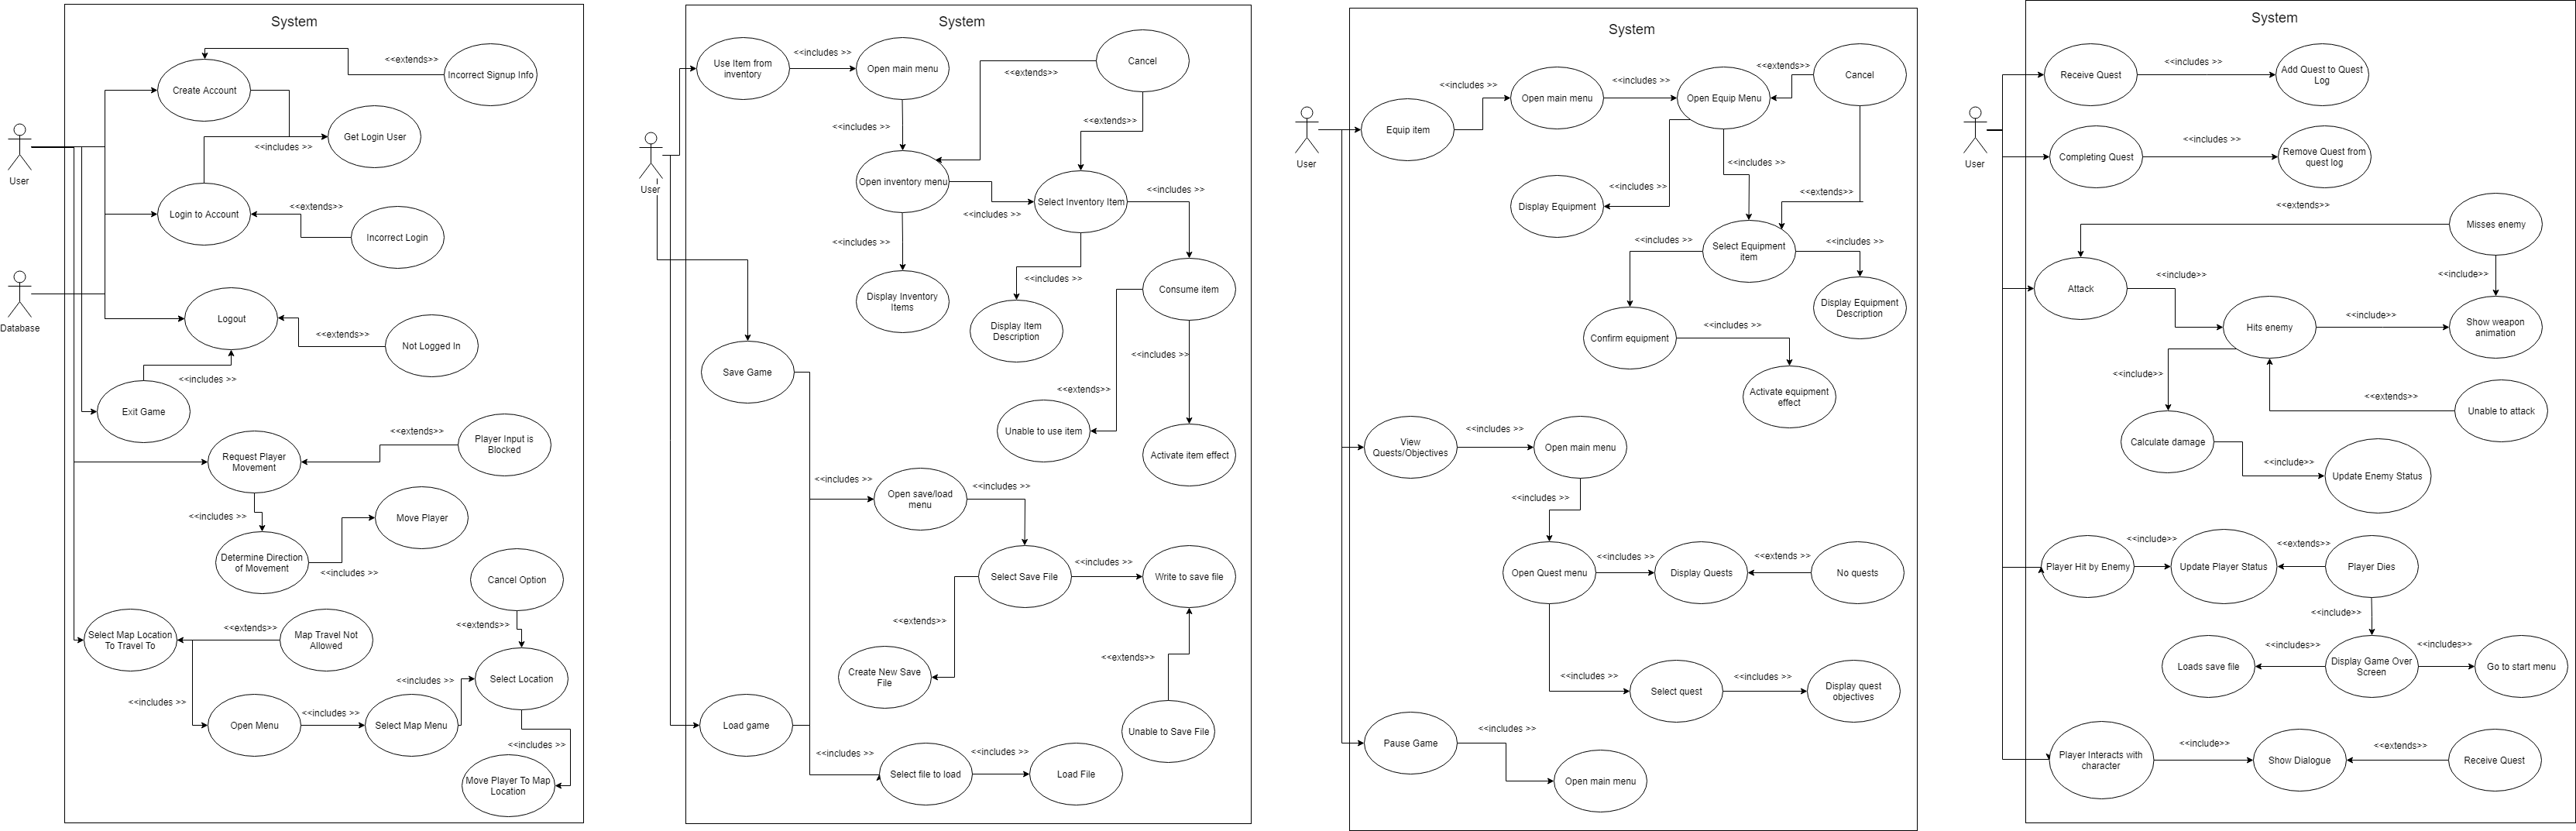 System
<<extends>>
Incorrect Signup Info
Create Account
Get Login User
<<includes >>
User
Login to Account
<<extends>>
Incorrect Login
Database
Logout
<<extends>>
Not Logged In
<<includes >>
Exit Game
Request Player
Movement
<<extends>>
Player Input is
Blocked
<<includes >>
Move Player
Determine Direction
of Movement
<<includes >>
Cancel Option
<<extends>>
Select Map Location
To Travel To
<<extends>>
Map Travel Not
Allowed
<<includes >>
Open Menu
<<includes >>
Select Map Menu
<<includes >>
Select Location
<<includes >>
Move Player To Map
Location
System
Use Item from
inventory
<<includes >>
Open main menu
Cancel
<<extends>>
<<extends>>
<<includes >>
User
Open inventory menu
<<includes >>
Select Inventory Item
<<includes >>
<<includes >>
Display Inventory
Items
<<includes >>
Display Item
Description
Consume item
<<includes >>
<<extends>>
Unable to use item
Activate item effect
Save Game
<<includes >>
Open save/load
menu
<<includes >>
Select Save File
<<includes >>
Write to save file
<<extends>>
Create New Save
File
<<extends>>
Unable to Save File
Load game
<<includes >>
Select file to load
<<includes >>
Load File
System
User
Equip item
<<includes >>
Open main menu
<<includes >>
Open Equip Menu
<<extends>>
Cancel
<<includes >>
<<includes >>
Display Equipment
<<extends>>
Select Equipment
item
<<includes >>
<<includes >>
Display Equipment
Description
Confirm equipment
<<includes >>
Activate equipment
effect
View
Quests/Objectives
<<includes >>
Open main menu
<<includes >>
Open Quest menu
<<includes >>
Display Quests
<<extends >>
No quests
<<includes >>
Select quest
<<includes >>
Display quest
objectives
Pause Game
<<includes >>
Open main menu
System
User
Receive Quest
<<includes >>
Add Quest to Quest
Log
Completing Quest
<<includes >>
Remove Quest from
quest log
<<extends>>
Misses enemy
Attack
<<include>>
<<include>>
Hits enemy
<<include>>
Show weapon
animation
<<include>>
<<extends>>
Unable to attack
Calculate damage
<<include>>
Update Enemy Status
Player Hit by Enemy
<<include>>
Update Player Status
<<extends>>
Player Dies
<<include>>
Loads save file
<<includes>>
Display Game Over
Screen
<<includes>>
Go to start menu
Player Interacts with
character
<<include>>
Show Dialogue
<<extends>>
Receive Quest